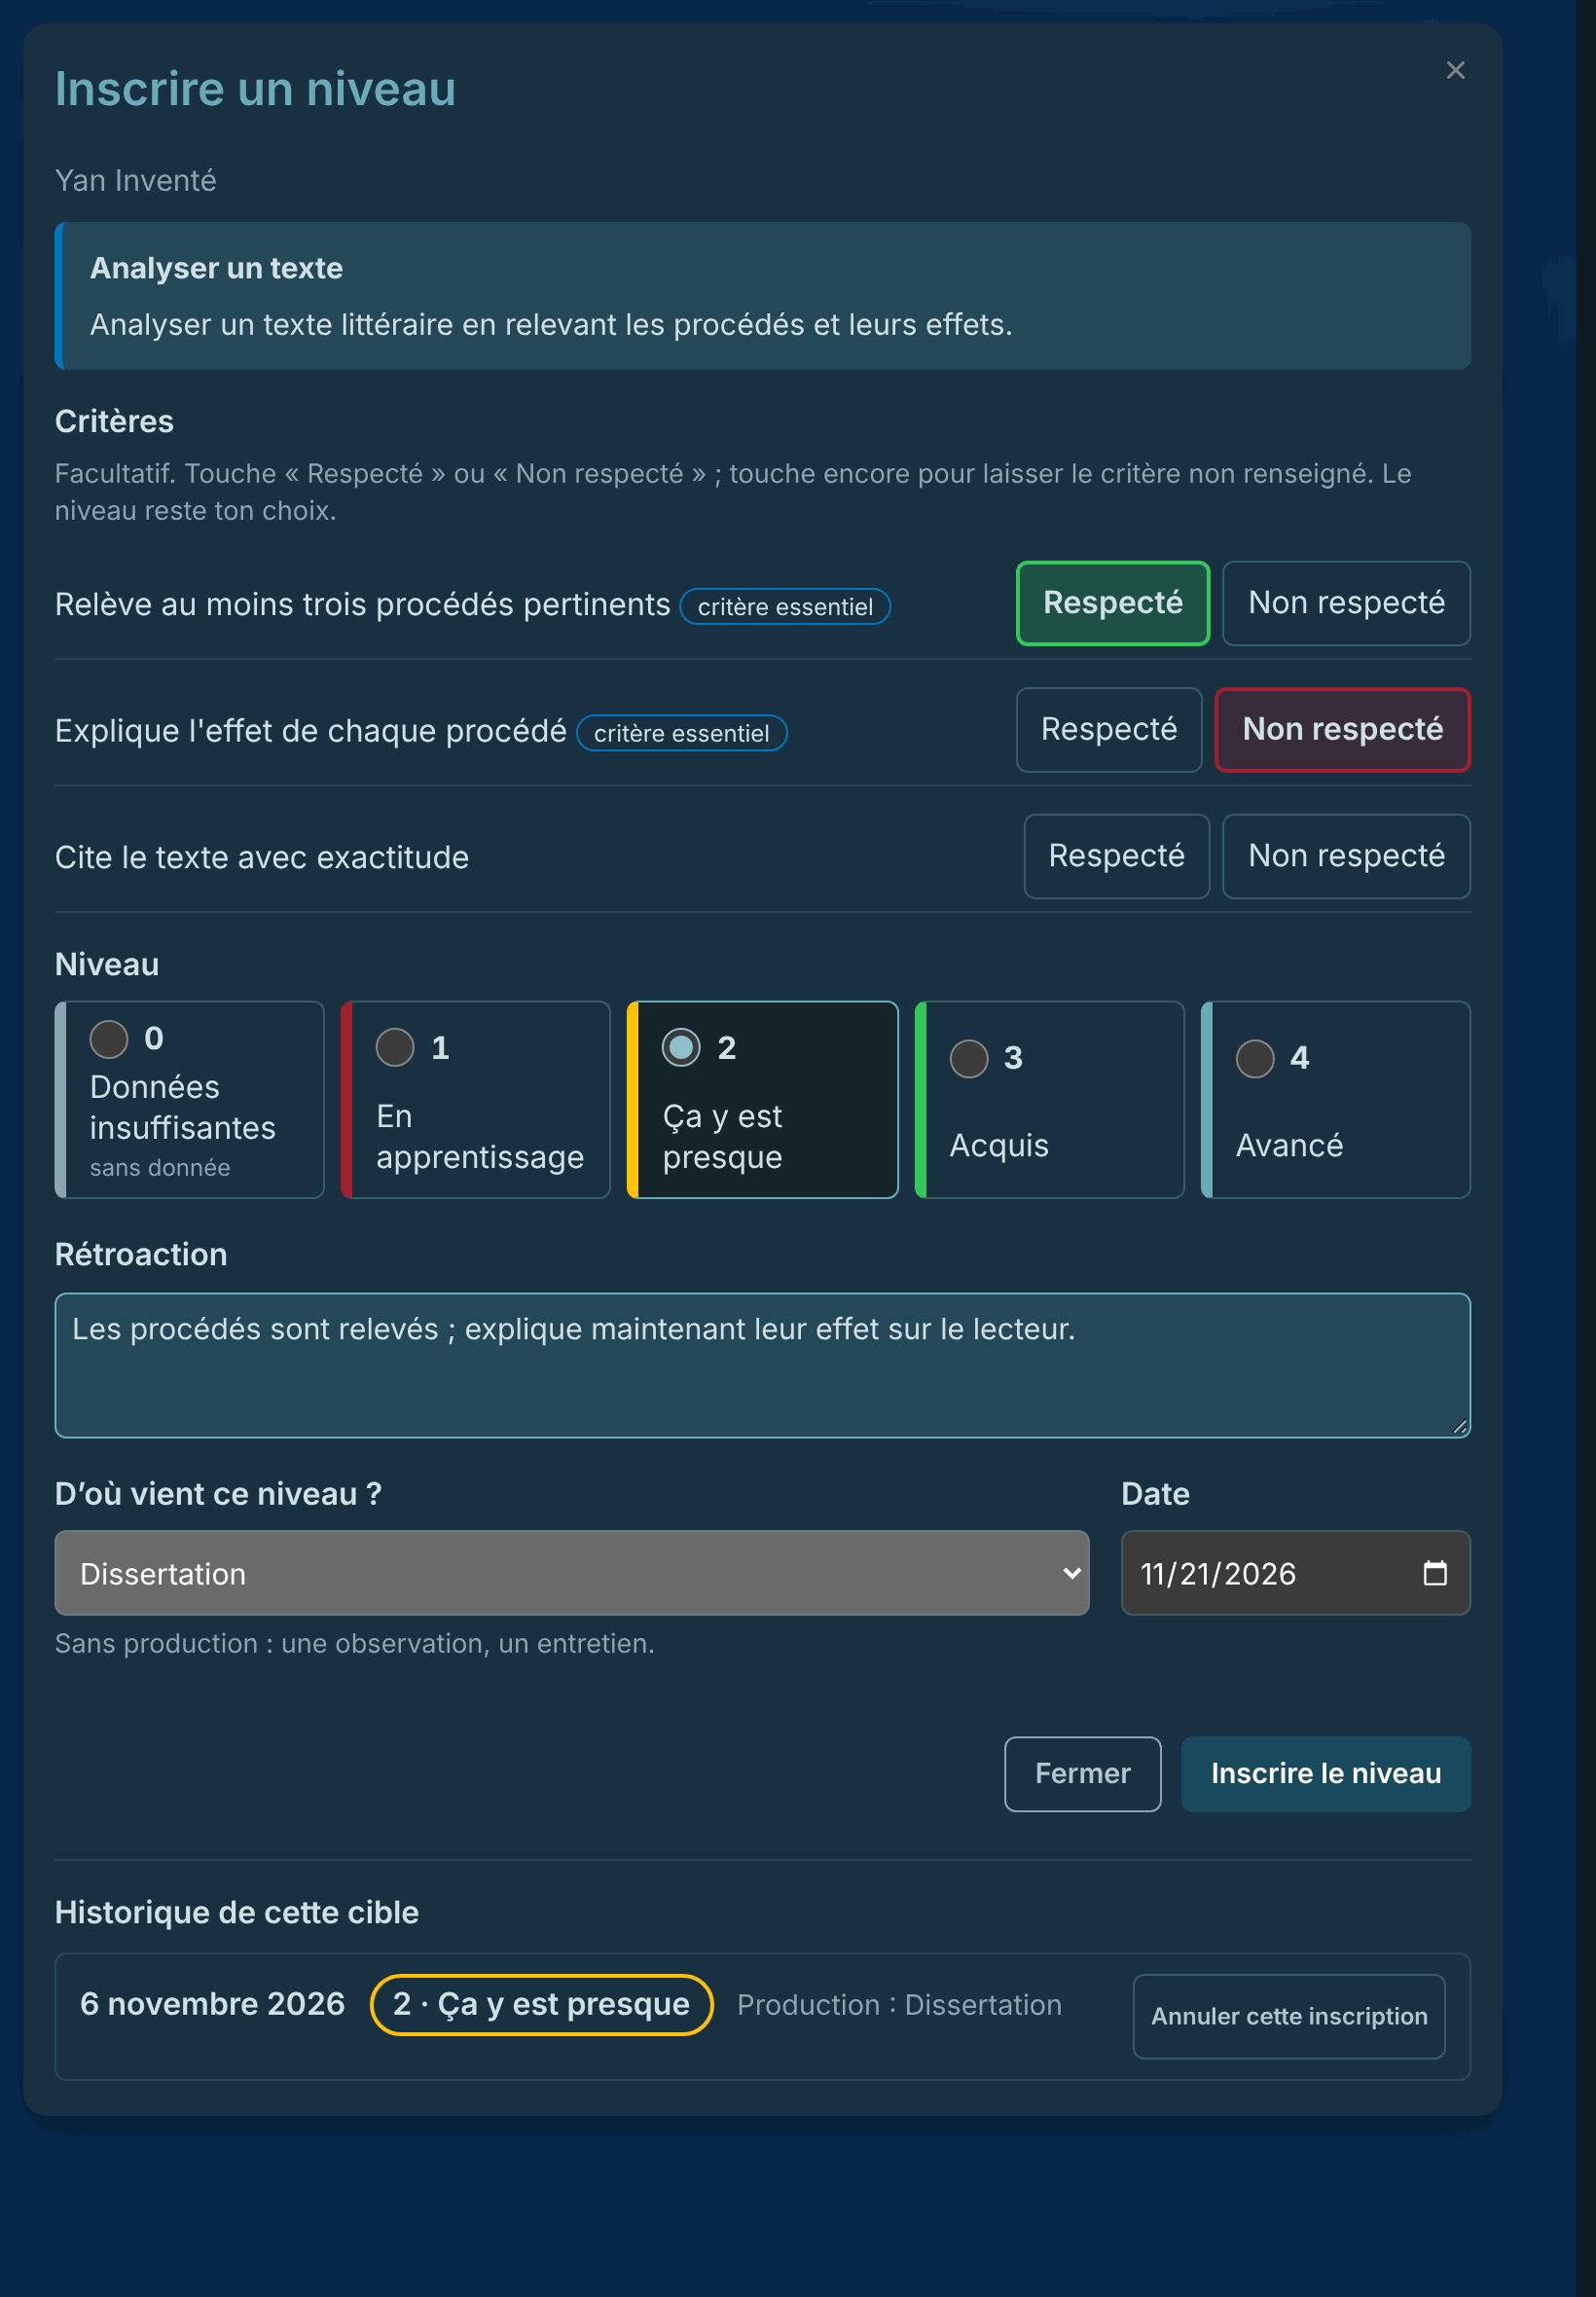 Inscrire un niveau
×
Yan Inventé
Analyser un texte
Analyser un texte littéraire en relevant les procédés et leurs effets.
Critères
Facultatif. Touche « Respecté » ou « Non respecté » ; touche encore pour laisser le critère non renseigné. Le
niveau reste ton choix.
Relève au moins trois procédés pertinents critère essentiel Respecté Non respecté
Explique l'effet de chaque procédé critère essentiel Respecté Non respecté
Cite le texte avec exactitude Respecté Non respecté
Niveau
0
Données
insuffisantes
sans donnée
1
En
apprentissage
2
Ça y est
presque
3
Acquis
4
Avancé
Rétroaction
Les procédés sont relevés ; explique maintenant leur effet sur le lecteur.
D’où vient ce niveau ?
Dissertation
Sans production : une observation, un entretien.
Date
11/21/2026
Fermer Inscrire le niveau
Historique de cette cible
6 novembre 2026 2 · Ça y est presque Production : Dissertation Annuler cette inscription